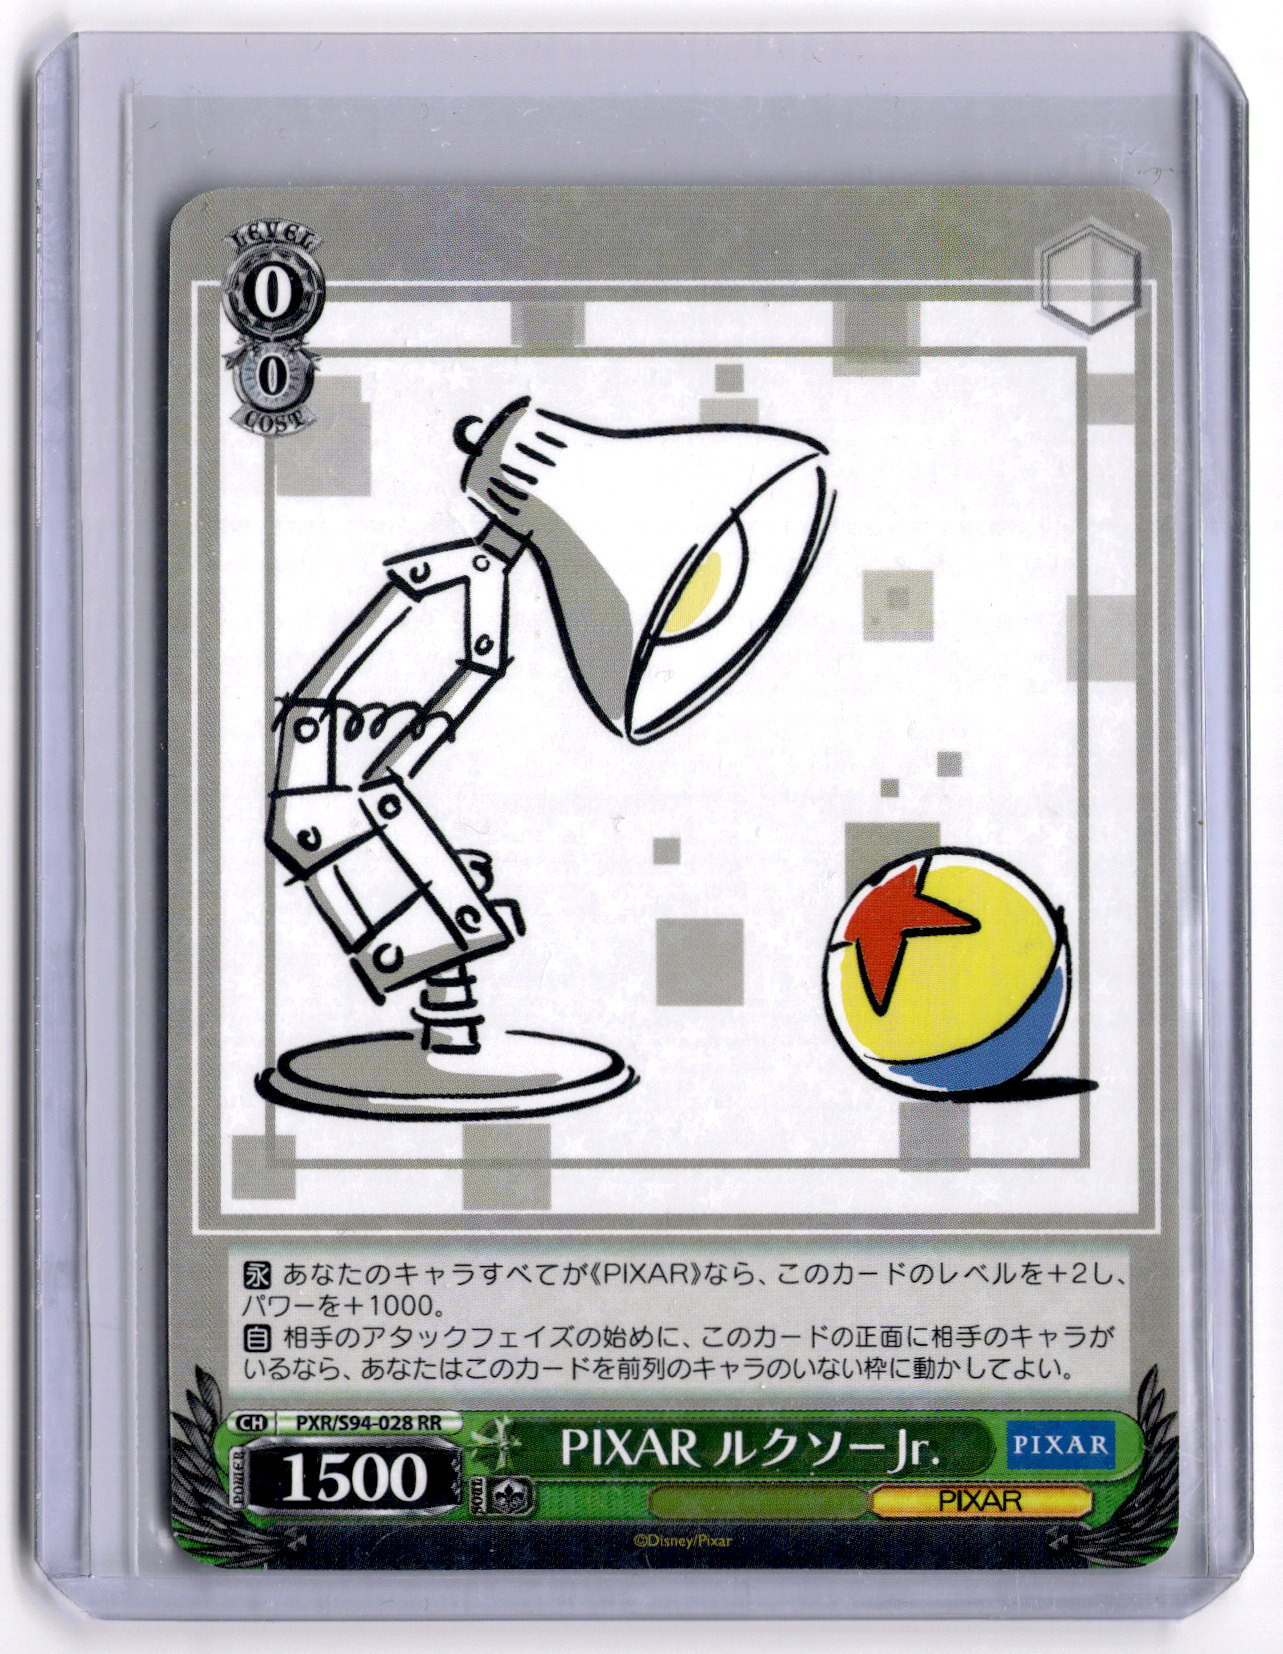 LEVEL
0
0
COST
永 あなたのキャラすべてが《PIXAR》なら、このカードのレベルを＋2し、
パワーを＋1000。
自 相手のアタックフェイズの始めに、このカードの正面に相手のキャラが
いるなら、あなたはこのカードを前列のキャラのいない枠に動かしてよい。
CH PXR/S94-028 RR
POWER 1500
PIXAR ルクソーJr.
PIXAR
SOUL
PIXAR
©Disney/Pixar